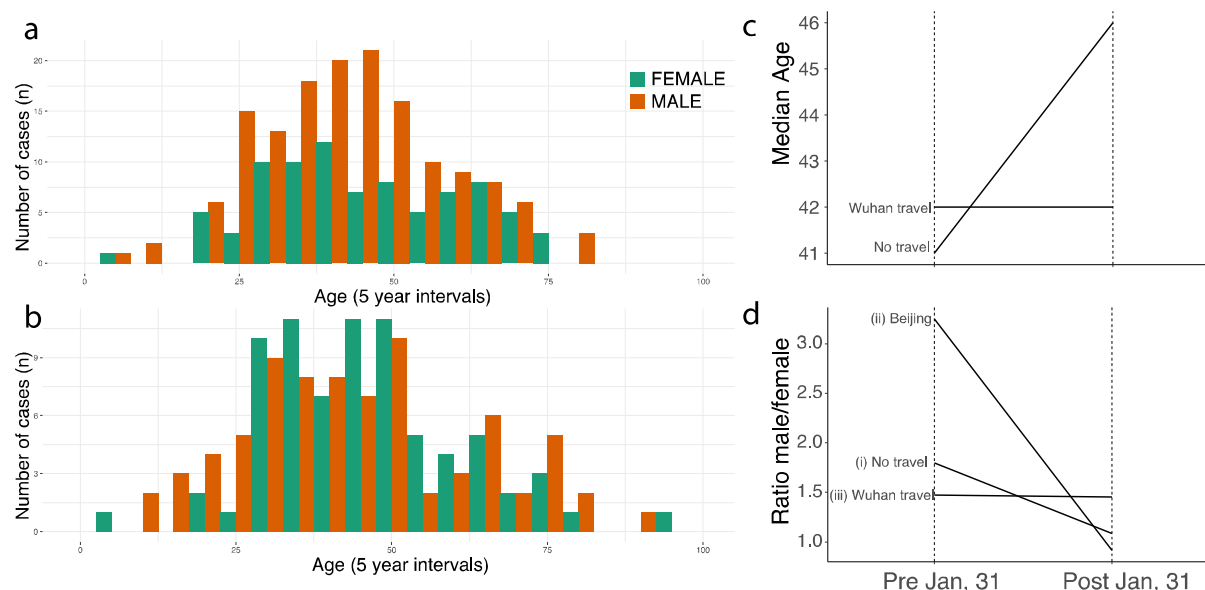 a
20
15
10
5
0
Number of cases (n)
FEMALE
MALE
0
25
50
75
100
Age (5 year intervals)
b
9
6
3
0
Number of cases (n)
0
25
50
75
100
Age (5 year intervals)
c
46
45
44
43
42
41
Median Age
Wuhan travel
No travel
d
3.0
2.5
2.0
1.5
1.0
Ratio male/female
(ii) Beijing
(i) No travel
(iii) Wuhan travel
Pre Jan, 31
Post Jan, 31